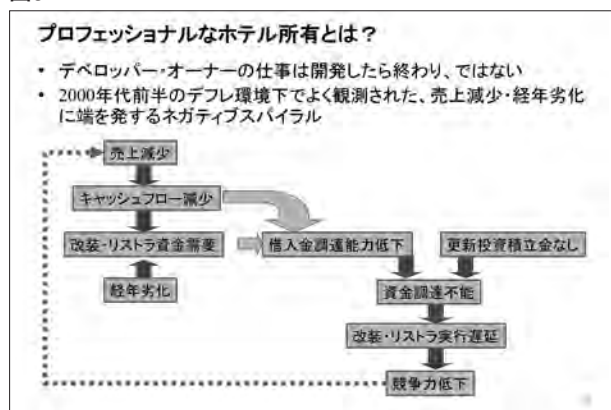 プロフェッショナルなホテル所有とは？
• デベロッパー・オーナーの仕事は開発したら終わり、ではない
• 2000年代前半のデフレ環境下でよく観測された、売上減少・経年劣化
に端を発するネガティブスパイラル
売上減少
キャッシュフロー減少
改装・リストラ資金需要
借入金調達能力低下
更新投資積立金なし
経年劣化
資金調達不能
改装・リストラ実行遅延
競争力低下